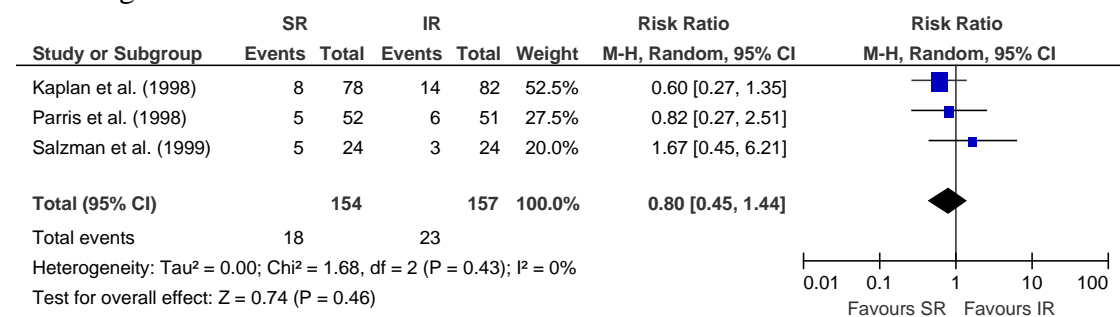 SR IR Risk Ratio Risk Ratio
Study or Subgroup Events Total Events Total Weight M-H, Random, 95% CI M-H, Random, 95% CI
Kaplan et al. (1998) 8 78 14 82 52.5% 0.60 [0.27, 1.35]
Parris et al. (1998) 5 52 6 51 27.5% 0.82 [0.27, 2.51]
Salzman et al. (1999) 5 24 3 24 20.0% 1.67 [0.45, 6.21]
Total (95% CI) 154 157 100.0% 0.80 [0.45, 1.44]
Total events 18 23
Heterogeneity: Tau² = 0.00; Chi² = 1.68, df = 2 (P = 0.43); I² = 0%
Test for overall effect: Z = 0.74 (P = 0.46)
0.01 0.1 1 10 100
Favours SR Favours IR